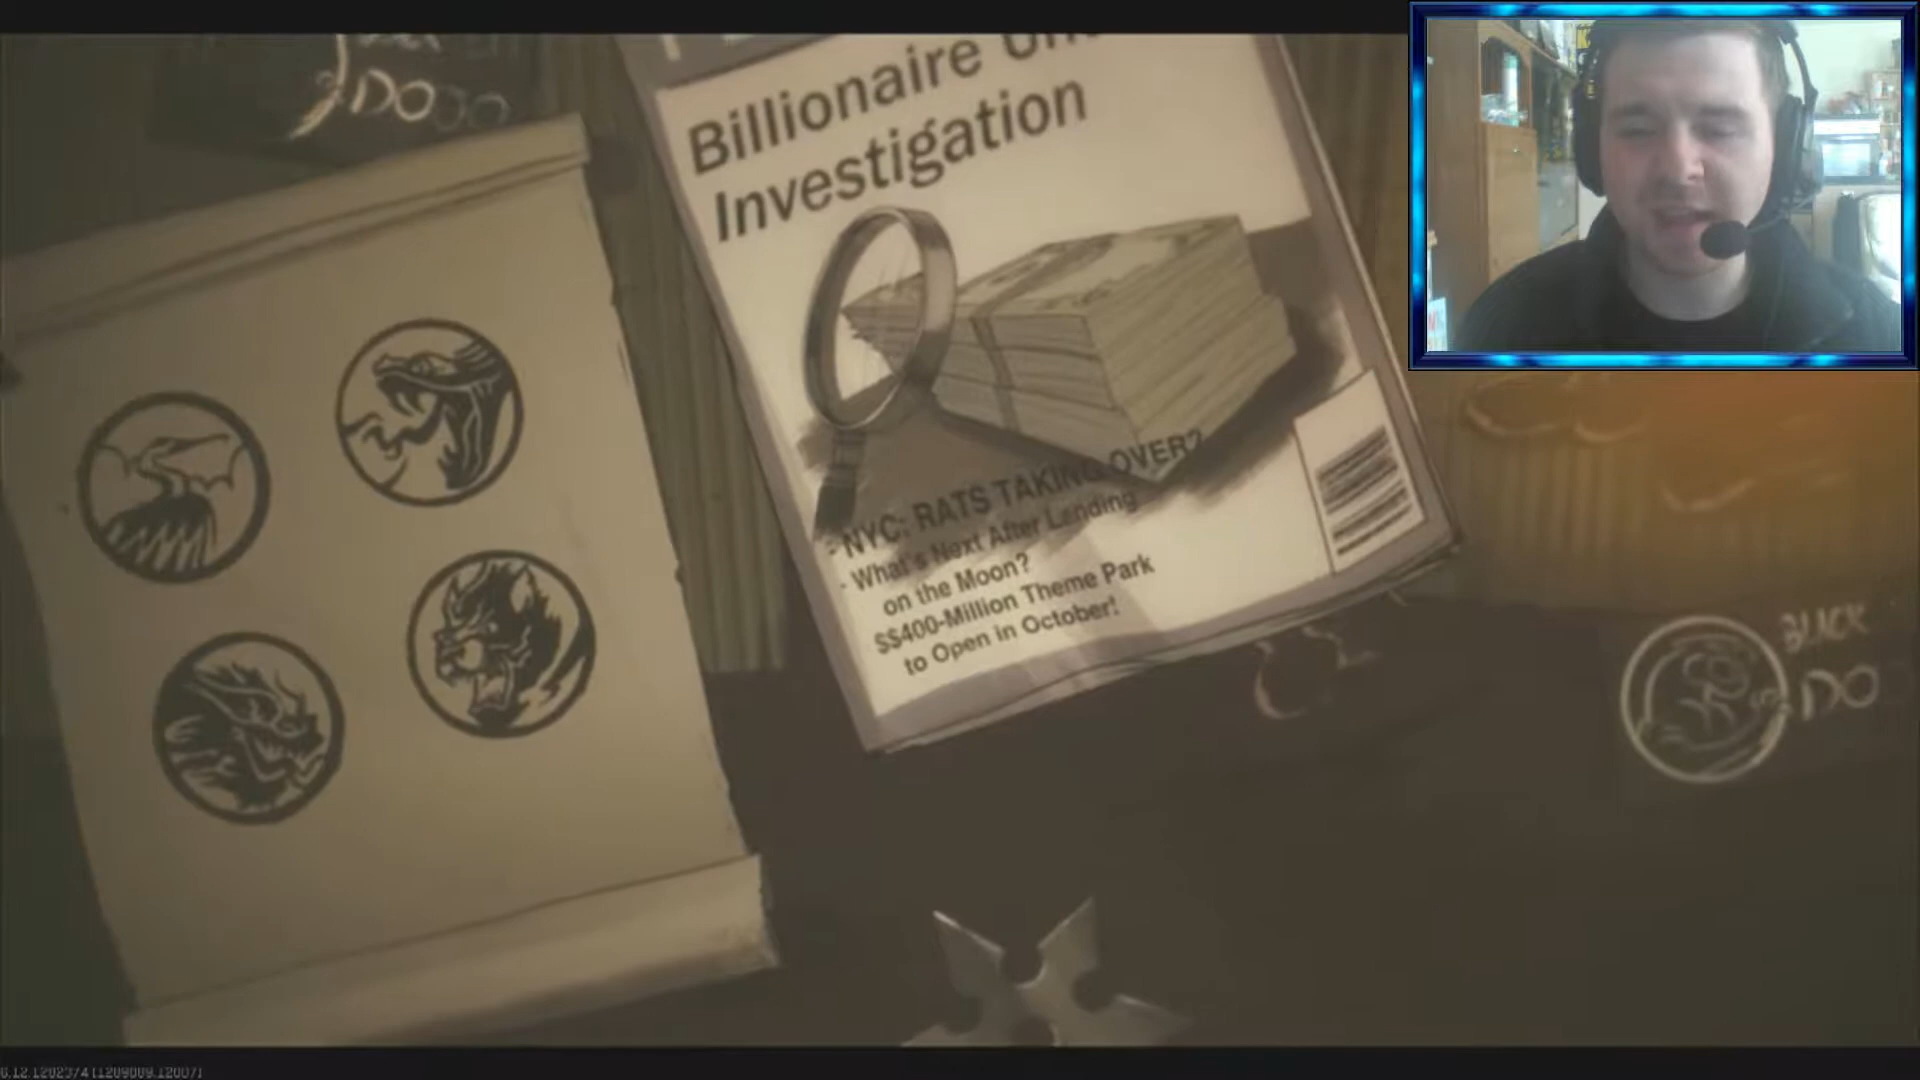 DOJO
Billionaire
Investigation
- NYC: RATS TAKING OVER?
- What's Next After Landing
on the Moon?
$$400-Million Theme Park
to Open in October!
BLACK
DO